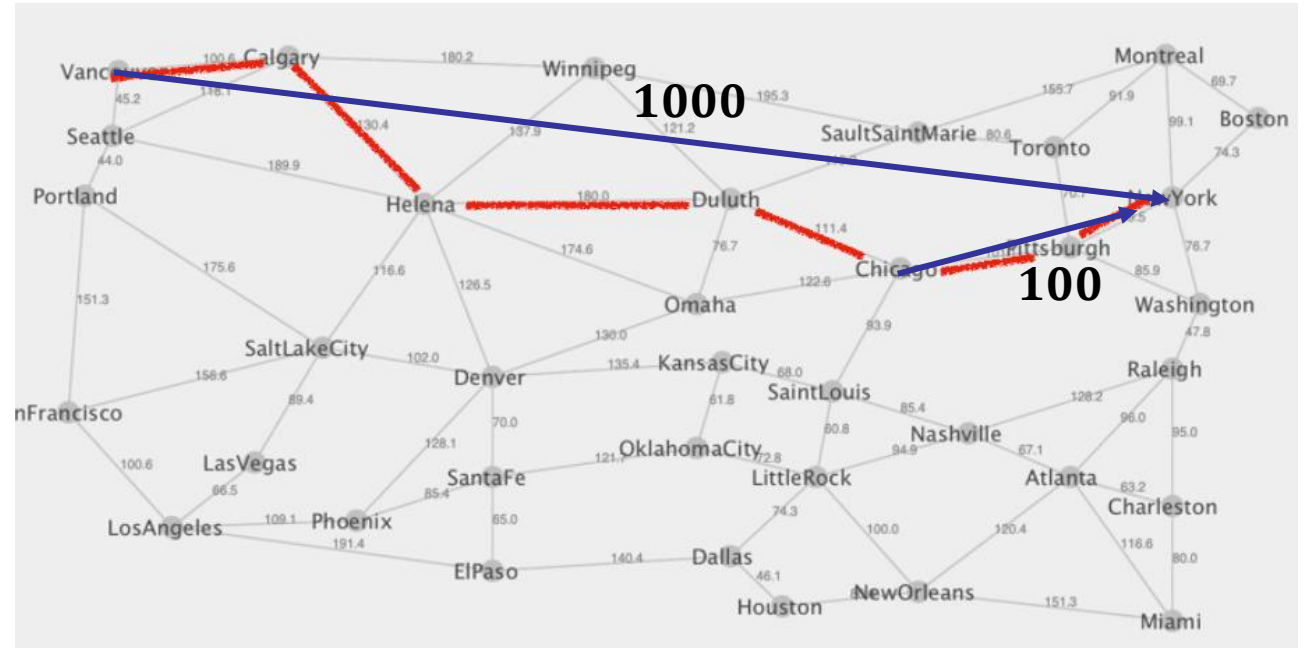 Calgary
100.6
180.2
Vancouver
Winnipeg
Montreal
69.7
45.2
118.1
1000
195.3
155.7
91.9
Boston
99.1
Seattle
130.4
137.9
121.2
SaultSaintMarie
80.6
Toronto
74.3
44.0
189.9
Portland
Helena
180.0
Duluth
NewYork
111.4
Pittsburgh
174.6
76.7
76.7
175.6
116.6
Chicago
100
85.9
126.5
122.6
151.3
Omaha
Washington
93.9
47.8
130.0
SaltLakeCity
102.0
135.4
KansasCity
68.0
Raleigh
158.6
Denver
SaintLouis
128.2
89.4
61.8
85.4
96.0
nFrancisco
70.0
60.8
Nashville
95.0
128.1
OklahomaCity
72.8
94.9
67.1
100.6
LasVegas
66.5
SantaFe
LittleRock
Atlanta
63.2
85.4
Charleston
109.1
Phoenix
65.0
74.3
LosAngeles
191.4
100.0
120.4
116.6
140.4
Dallas
80.0
ElPaso
46.1
NewOrleans
Houston
151.3
Miami